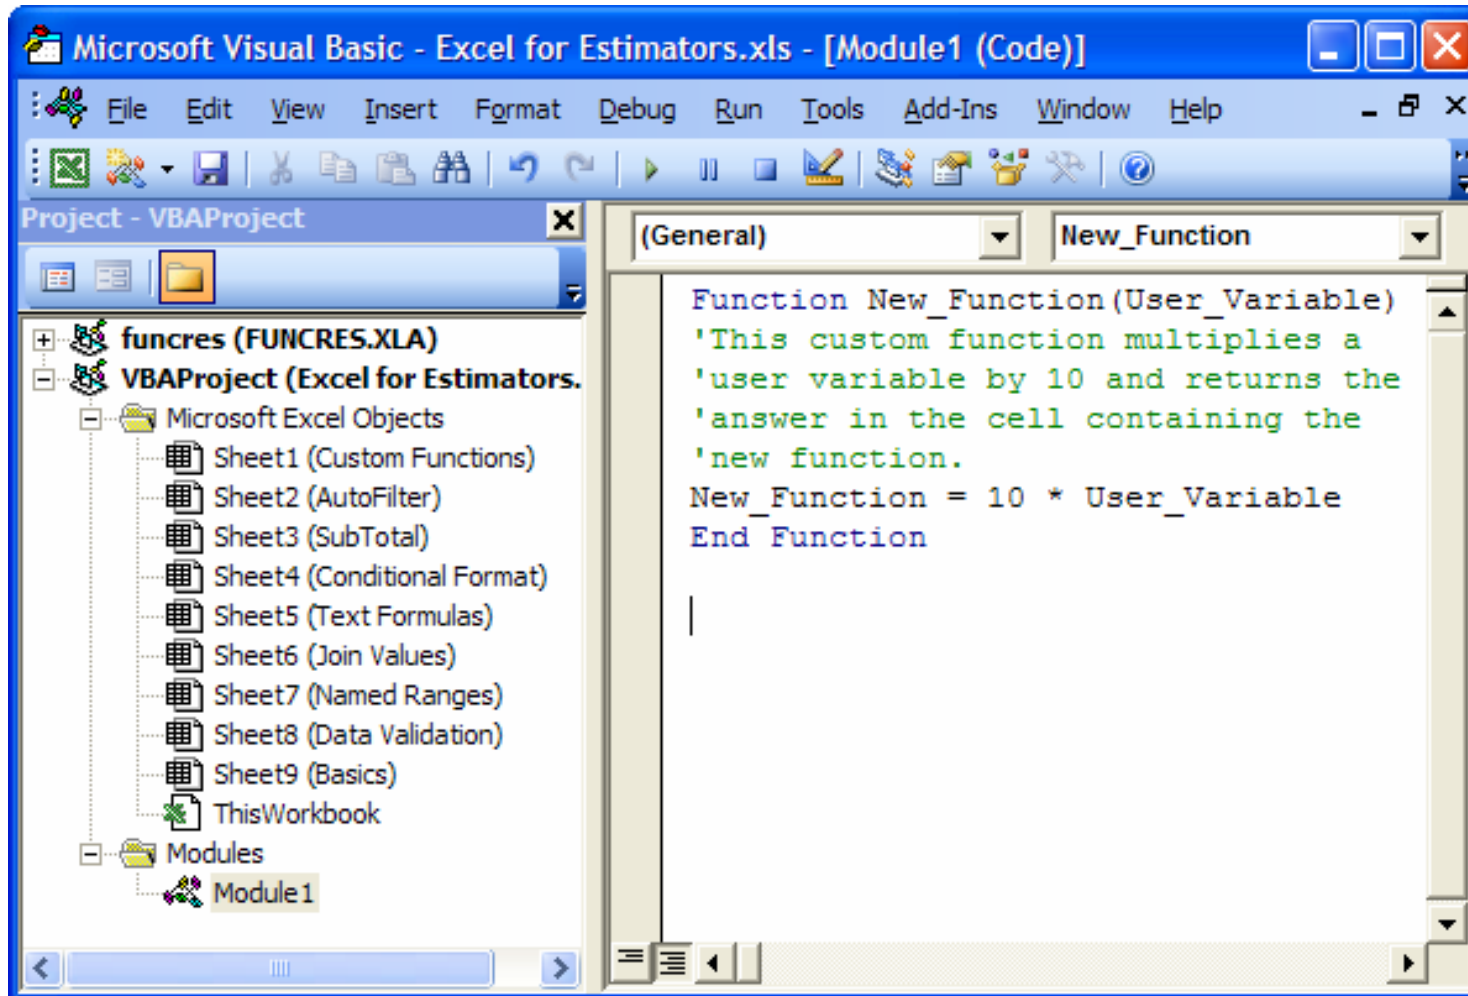 Microsoft Visual Basic - Excel for Estimators.xls - [Module1 (Code)]
File Edit View Insert Format Debug Run Tools Add-Ins Window Help
Project - VBAProject
(General) New_Function
funcres (FUNCRES.XLA)
VBAProject (Excel for Estimators.
Microsoft Excel Objects
Sheet1 (Custom Functions)
Sheet2 (AutoFilter)
Sheet3 (SubTotal)
Sheet4 (Conditional Format)
Sheet5 (Text Formulas)
Sheet6 (Join Values)
Sheet7 (Named Ranges)
Sheet8 (Data Validation)
Sheet9 (Basics)
ThisWorkbook
Modules
Module1
Function New_Function(User_Variable)
'This custom function multiplies a
'user variable by 10 and returns the
'answer in the cell containing the
'new function.
New_Function = 10 * User_Variable
End Function